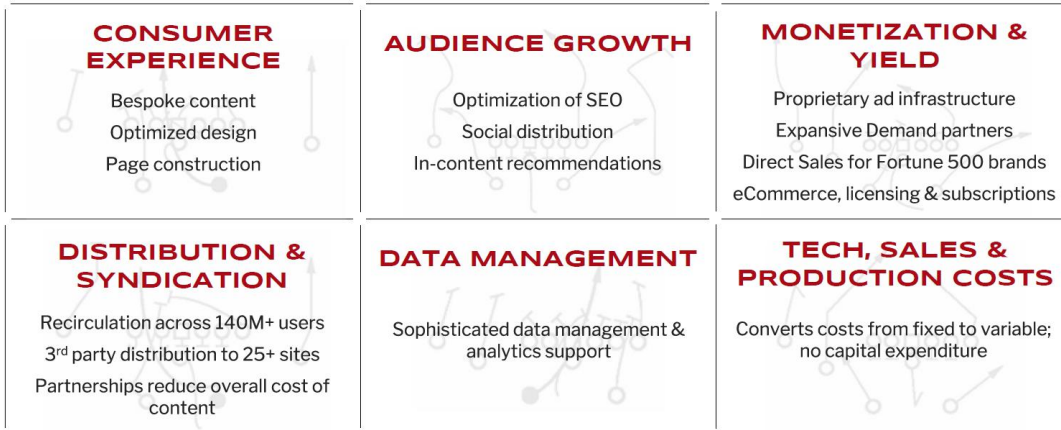 CONSUMER
EXPERIENCE
Bespoke content
Optimized design
Page construction
AUDIENCE GROWTH
Optimization of SEO
Social distribution
In-content recommendations
MONETIZATION &
YIELD
Proprietary ad infrastructure
Expansive Demand partners
Direct Sales for Fortune 500 brands
eCommerce, licensing & subscriptions
DISTRIBUTION &
SYNDICATION
Recirculation across 140M+ users
3rd party distribution to 25+ sites
Partnerships reduce overall cost of
content
DATA MANAGEMENT
Sophisticated data management &
analytics support
TECH, SALES &
PRODUCTION COSTS
Converts costs from fixed to variable;
no capital expenditure